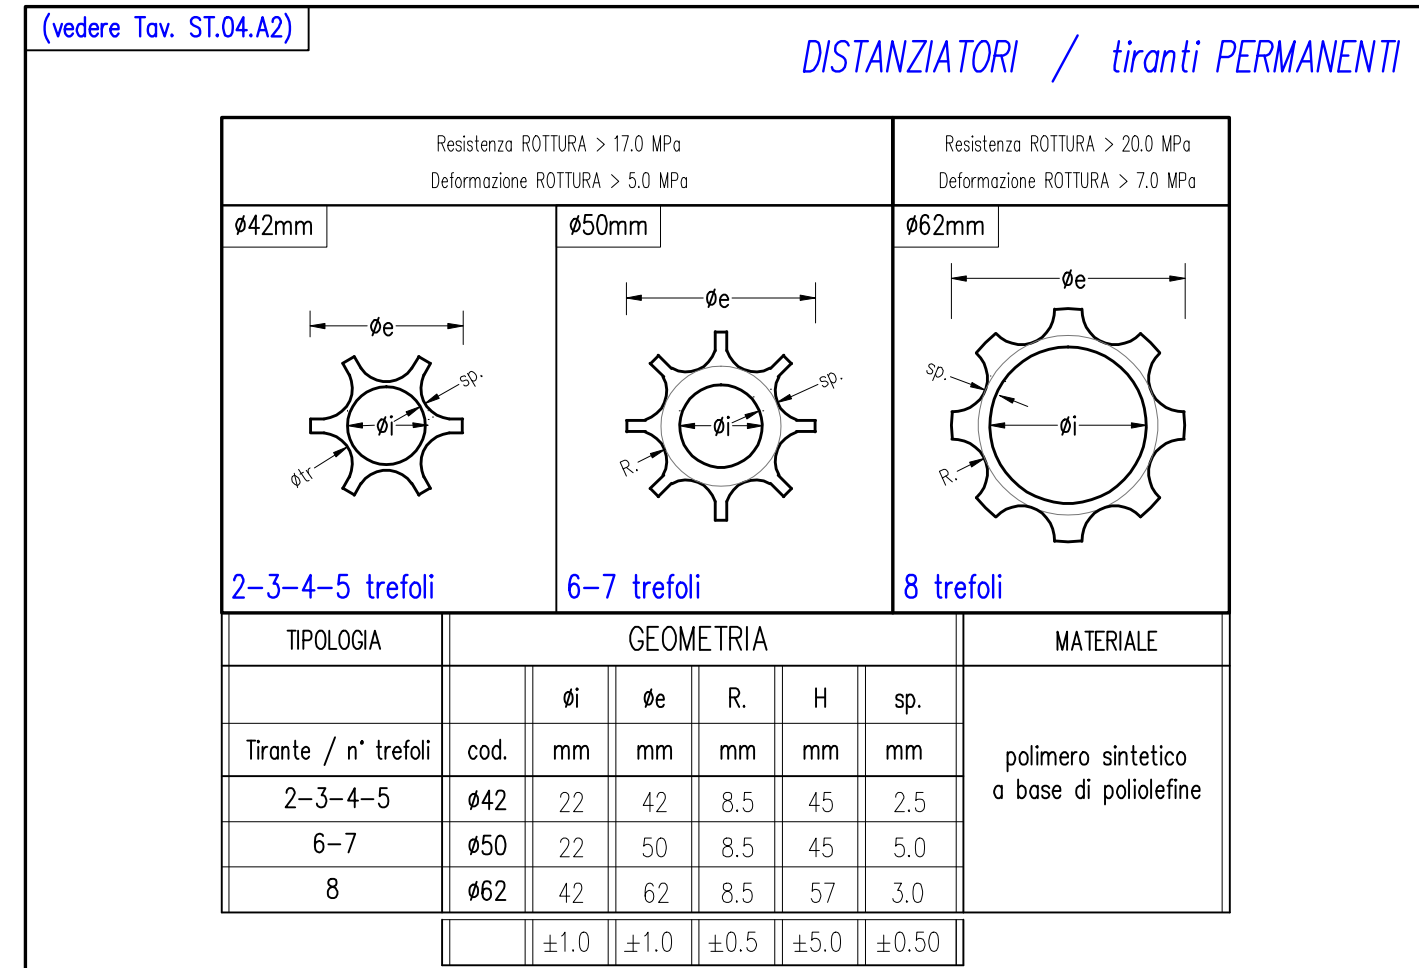 (vedere Tav. ST.04.A2)
DISTANZIATORI / tiranti PERMANENTI
Resistenza ROTTURA > 17.0 MPa
Deformazione ROTTURA > 5.0 MPa
Resistenza ROTTURA > 20.0 MPa
Deformazione ROTTURA > 7.0 MPa
ø42mm
øe
sp.
øi
øtr
2-3-4-5 trefoli
ø50mm
øe
sp.
øi
R.
6-7 trefoli
ø62mm
øe
sp.
øi
R.
8 trefoli
TIPOLOGIA GEOMETRIA MATERIALE
øi øe R. H sp.
Tirante / n° trefoli cod. mm mm mm mm mm
2-3-4-5 ø42 22 42 8.5 45 2.5
6-7 ø50 22 50 8.5 45 5.0
8 ø62 42 62 8.5 57 3.0
polimero sintetico
a base di poliolefine
±1.0 ±1.0 ±0.5 ±5.0 ±0.50